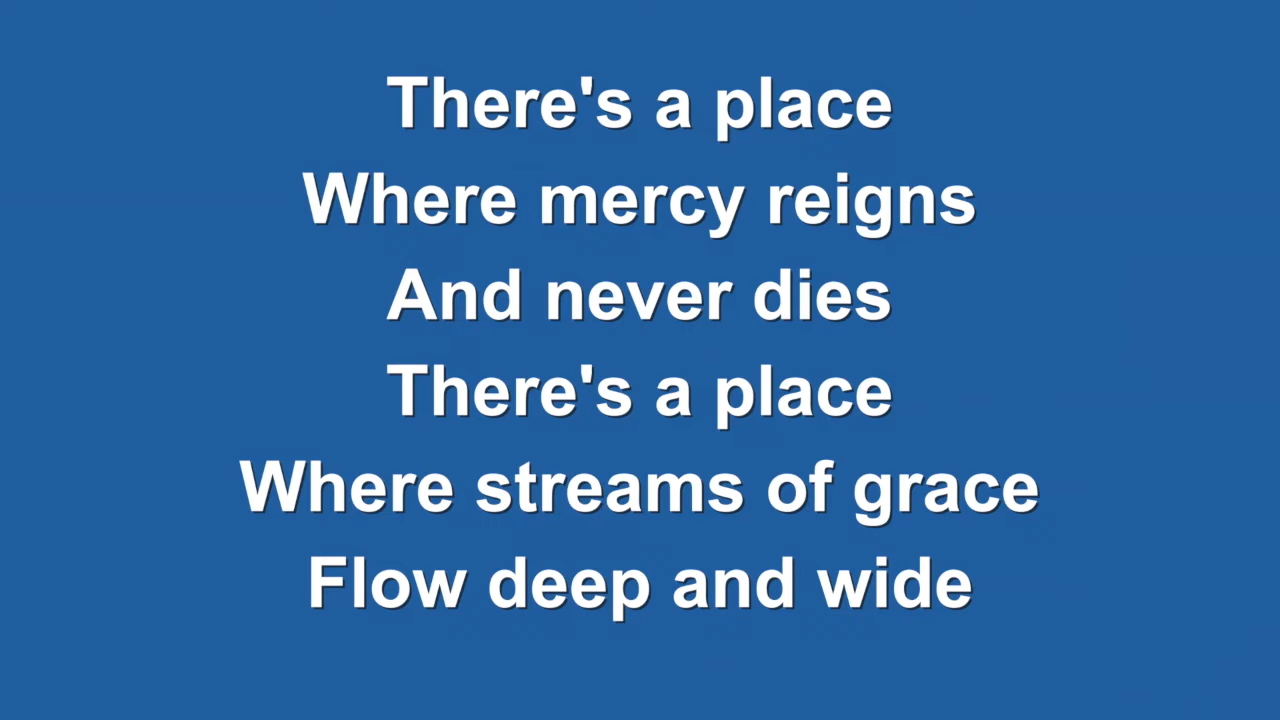 There's a place
Where mercy reigns
And never dies
There's a place
Where streams of grace
Flow deep and wide